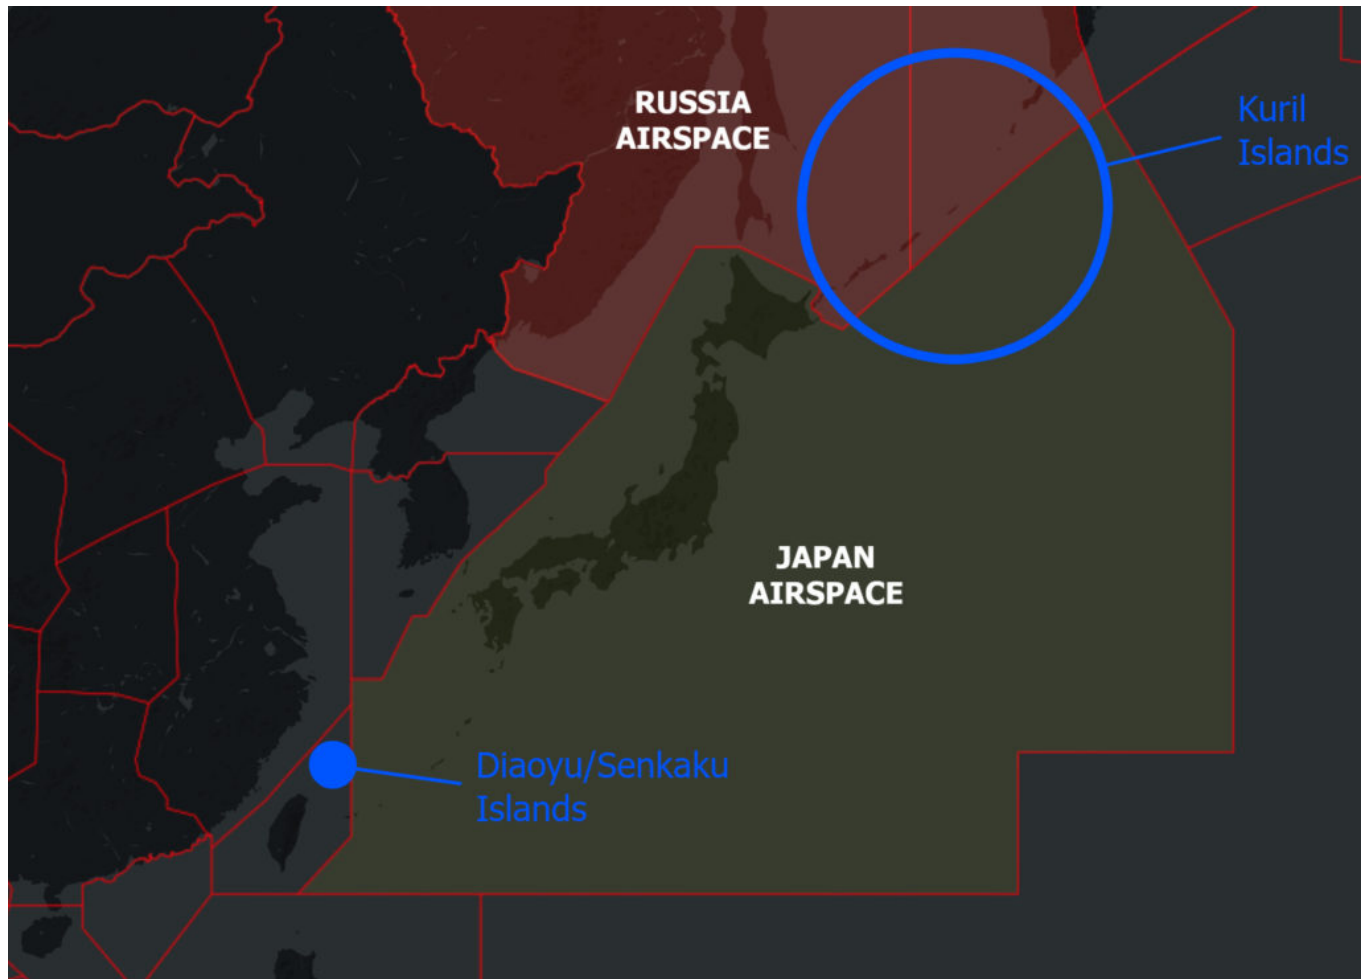 RUSSIA
AIRSPACE
Kuril
Islands
JAPAN
AIRSPACE
Diaoyu/Senkaku
Islands